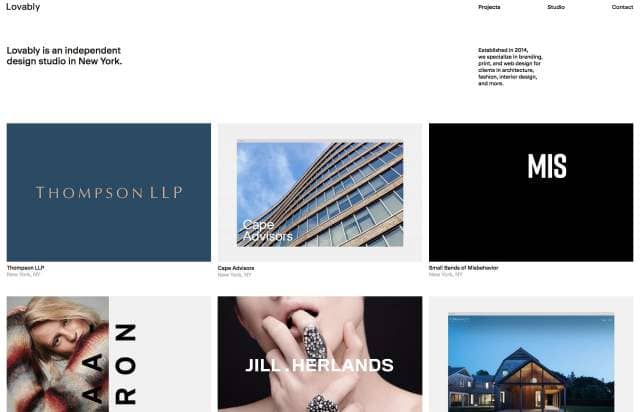 Lovably
Projects
Studio
Contact
Lovably is an independent
design studio in New York.
Established in 2014,
we specialize in branding,
print, and web design for
clients in architecture,
fashion, interior design,
and more.
THOMPSON LLP
Cape
Advisors
MIS
Thompson LLP
New York, NY
Cape Advisors
New York, NY
Small Bands of Misbehavior
New York, NY
AA
RON
JILL.HERLANDS